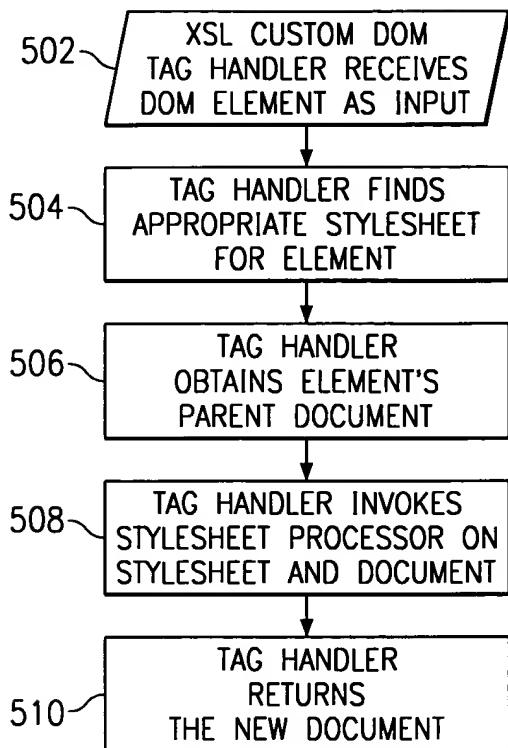 502
XSL CUSTOM DOM
TAG HANDLER RECEIVES
DOM ELEMENT AS INPUT
504
TAG HANDLER FINDS
APPROPRIATE STYLESHEET
FOR ELEMENT
506
TAG HANDLER
OBTAINS ELEMENT'S
PARENT DOCUMENT
508
TAG HANDLER INVOKES
STYLESHEET PROCESSOR ON
STYLESHEET AND DOCUMENT
510
TAG HANDLER
RETURNS
THE NEW DOCUMENT